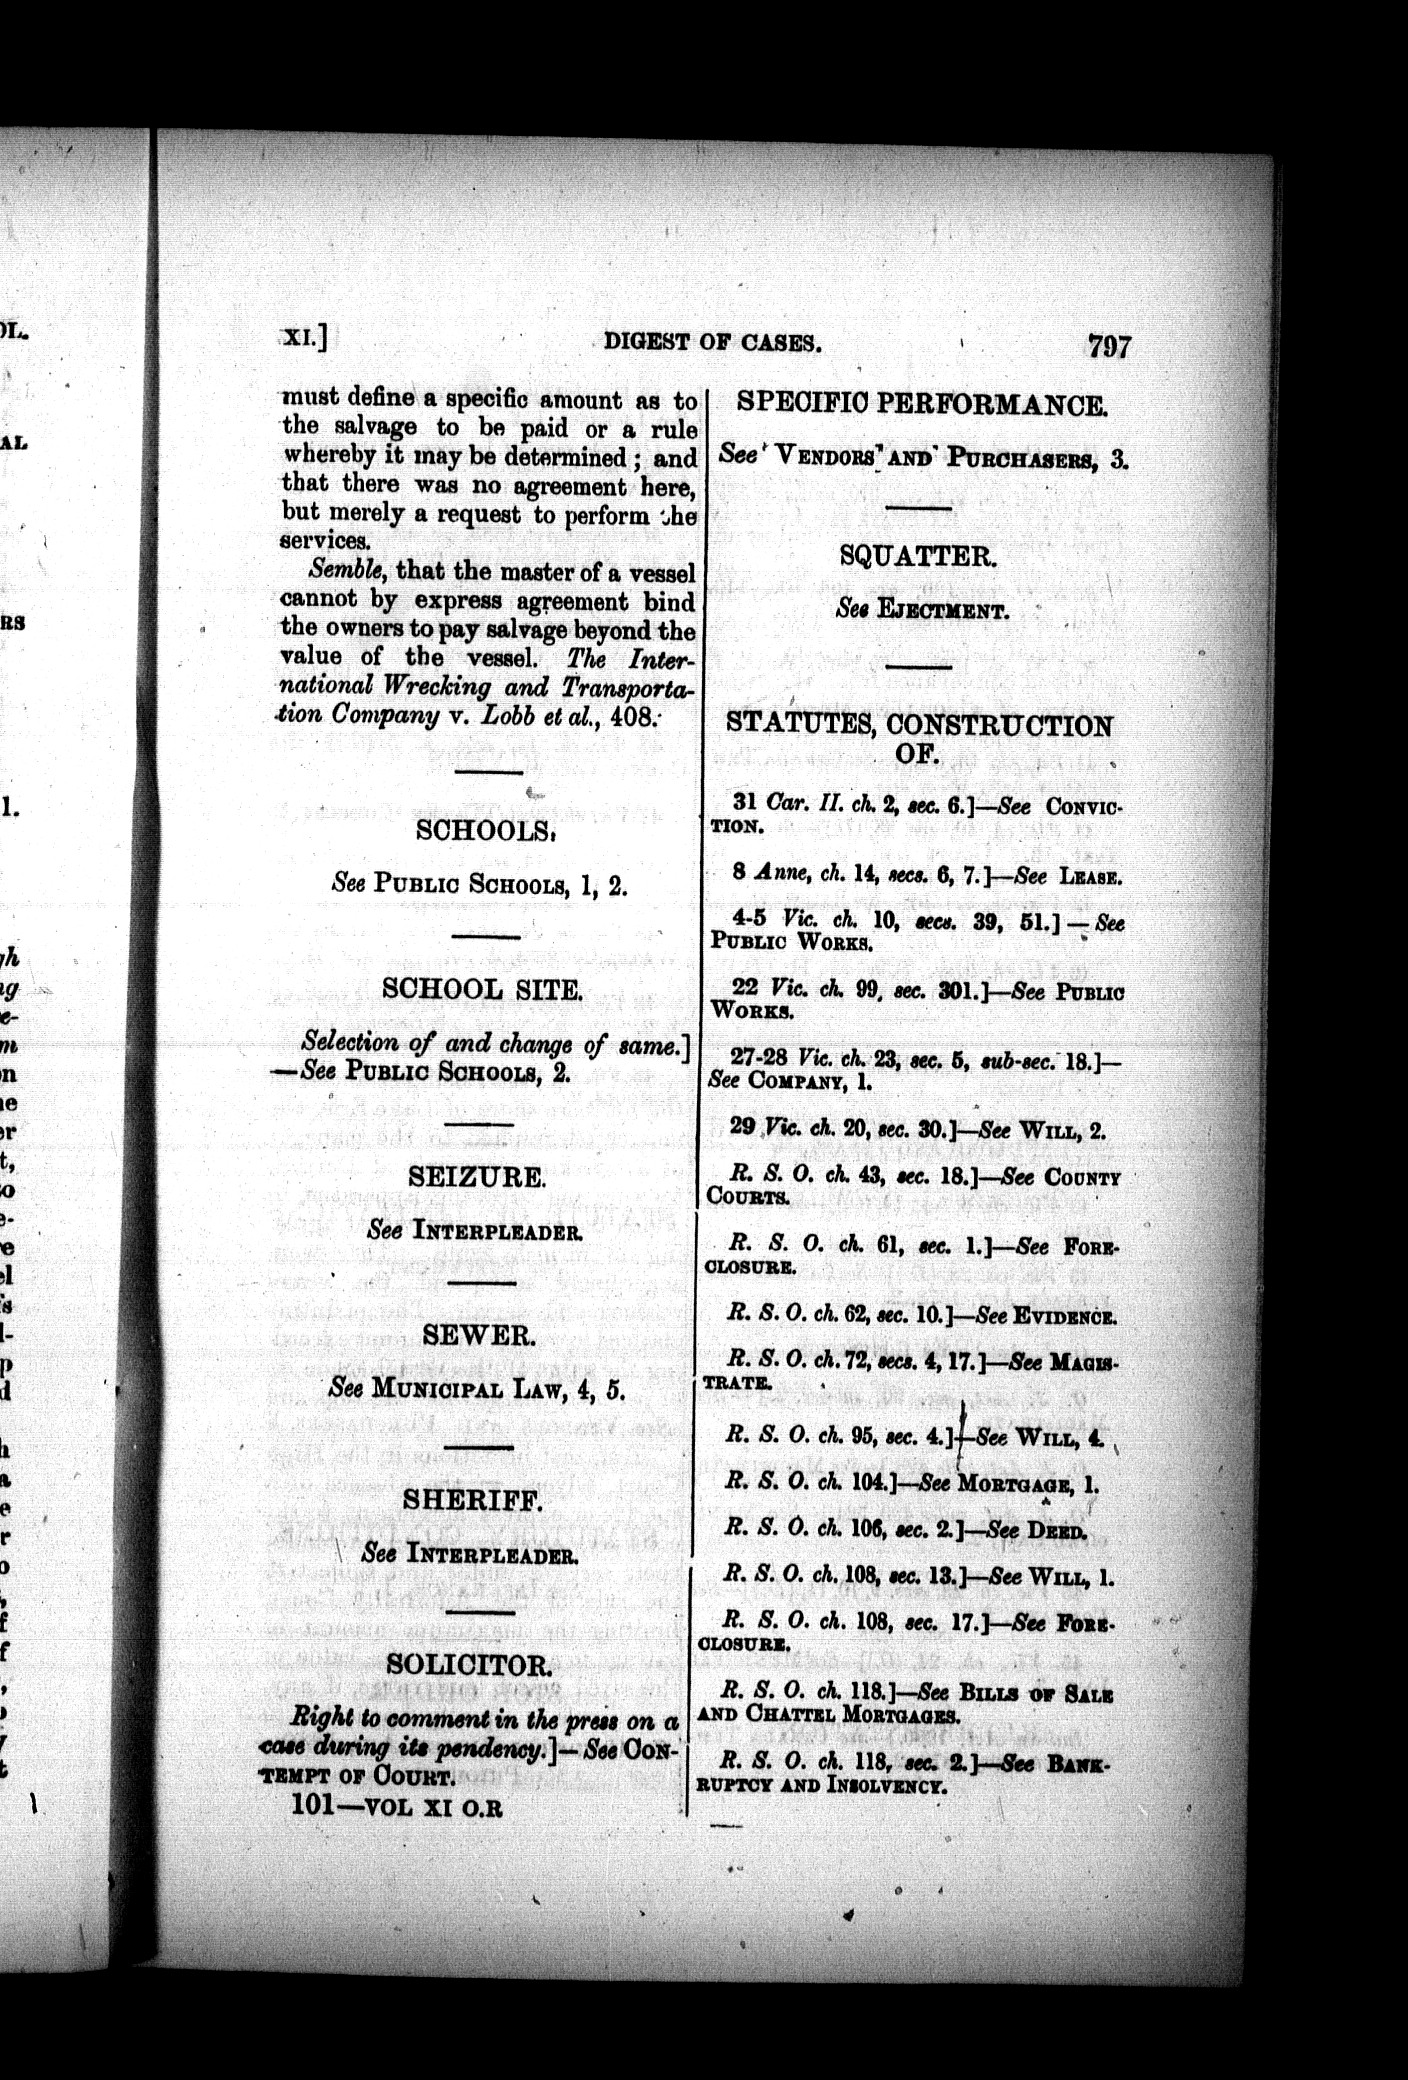 XI.] DIGEST OF CASES. 797
must define a specific amount as to
the salvage to be paid or a rule
whereby it may be determined; and
that there was no agreement here,
but merely a request to perform the
services.
Semble, that the master of a vessel
cannot by express agreement bind
the owners to pay salvage beyond the
value of the vessel. The Inter-
national Wrecking and Transporta-
tion Company v. Lobb et al., 408.
SCHOOLS.
See PUBLIC SCHOOLS, 1, 2.
SCHOOL SITE.
Selection of and change of same.]
—See PUBLIC SCHOOLS, 2.
SEIZURE.
See INTERPLEADER.
SEWER.
See MUNICIPAL LAW, 4, 5.
SHERIFF.
See INTERPLEADER.
SOLICITOR.
Right to comment in the press on a
case during its pendency.]—See CON-
TEMPT OF COURT.
101—VOL XI O.R
SPECIFIC PERFORMANCE.
See VENDORS AND PURCHASERS, 3.
SQUATTER.
See EJECTMENT.
STATUTES, CONSTRUCTION
OF.
31 Car. II. ch. 2, sec. 6.]—See CONVIC-
TION.
8 Anne, ch. 14, secs. 6, 7.]—See LEASE.
4-5 Vic. ch. 10, secs. 39, 51.]—See
PUBLIC WORKS.
22 Vic. ch. 99, sec. 301.]—See PUBLIC
WORKS.
27-28 Vic. ch. 23, sec. 5, sub-sec. 18.]—
See COMPANY, 1.
29 Vic. ch. 20, sec. 30.]—See WILL, 2.
R. S. O. ch. 43, sec. 18.]—See COUNTY
COURTS.
R. S. O. ch. 61, sec. 1.]—See FORE-
CLOSURE.
R. S. O. ch. 62, sec. 10.]—See EVIDENCE.
R. S. O. ch. 72, secs. 4, 17.]—See MAGIS-
TRATE.
R. S. O. ch. 95, sec. 4.]—See WILL, 4.
R. S. O. ch. 104.]—See MORTGAGE, 1.
R. S. O. ch. 106, sec. 2.]—See DEED.
R. S. O. ch. 108, sec. 13.]—See WILL, 1.
R. S. O. ch. 108, sec. 17.]—See FORE-
CLOSURE.
R. S. O. ch. 118.]—See BILLS OF SALE
AND CHATTEL MORTGAGES.
R. S. O. ch. 118, sec. 2.]—See BANK-
RUPTCY AND INSOLVENCY.